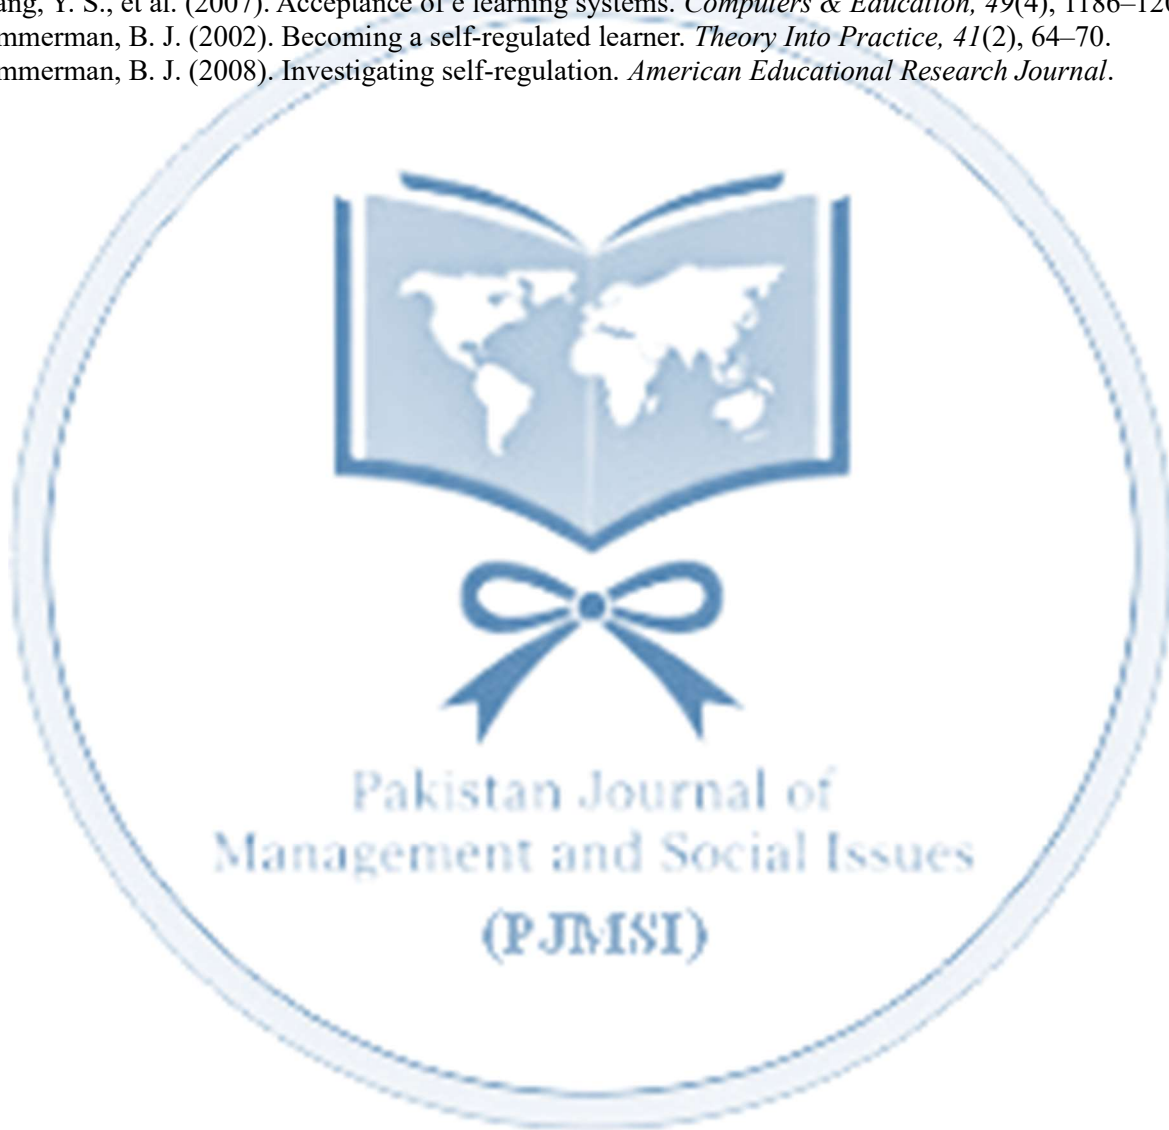 ang, Y. S., et al. (2007). Acceptance of e learning systems. Computers & Education, 49(4), 1186–120
mmerman, B. J. (2002). Becoming a self-regulated learner. Theory Into Practice, 41(2), 64–70.
mmerman, B. J. (2008). Investigating self-regulation. American Educational Research Journal.
Pakistan Journal of
Management and Social Issues
(PJMSI)